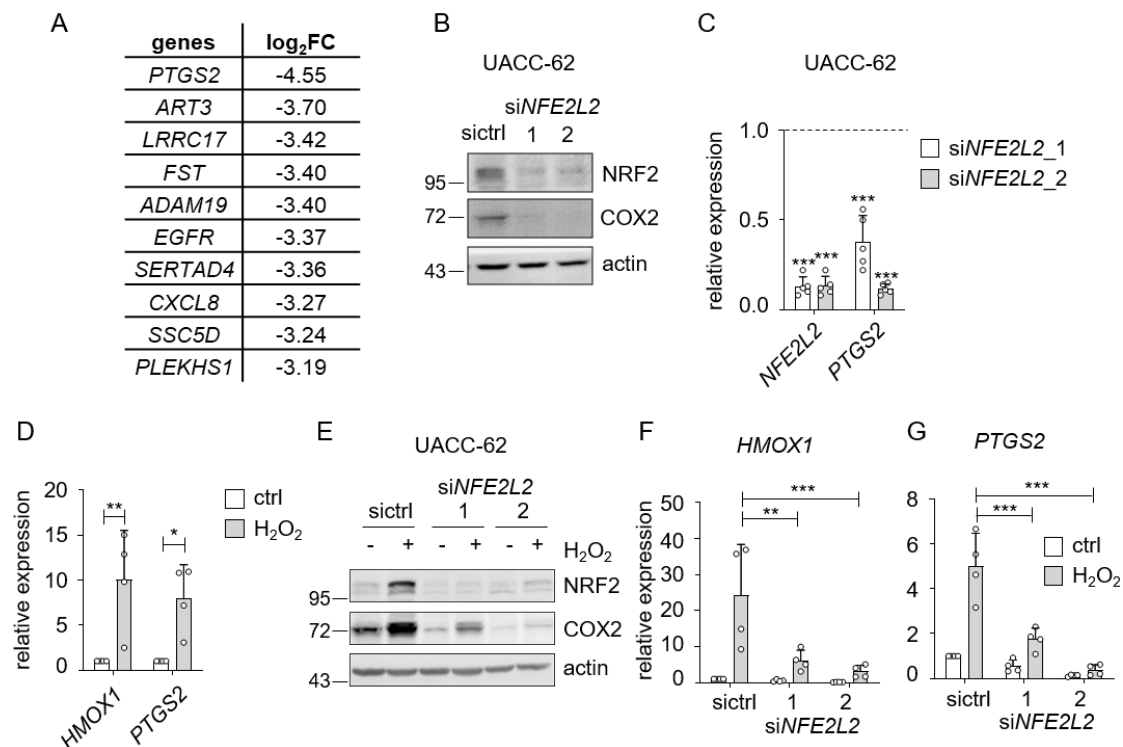 A
genes log₂FC
PTGS2 -4.55
ART3 -3.70
LRRC17 -3.42
FST -3.40
ADAM19 -3.40
EGFR -3.37
SERTAD4 -3.36
CXCL8 -3.27
SSC5D -3.24
PLEKHS1 -3.19
B
UACC-62
siNFE2L2
sictrl 1 2
95 NRF2
72 COX2
43 actin
C
UACC-62
relative expression
1.0
0.5
0.0
*** *** *** ***
NFE2L2 PTGS2
siNFE2L2_1
siNFE2L2_2
D
relative expression
20
15
10
5
0
** *
HMOX1 PTGS2
ctrl
H₂O₂
E
UACC-62
siNFE2L2
sictrl 1 2
- + - + - + H₂O₂
95 NRF2
72 COX2
43 actin
F
HMOX1
relative expression
50
40
30
20
10
0
***
**
sictrl 1 2
siNFE2L2
G
PTGS2
relative expression
8
6
4
2
0
***
***
sictrl 1 2
siNFE2L2
ctrl
H₂O₂